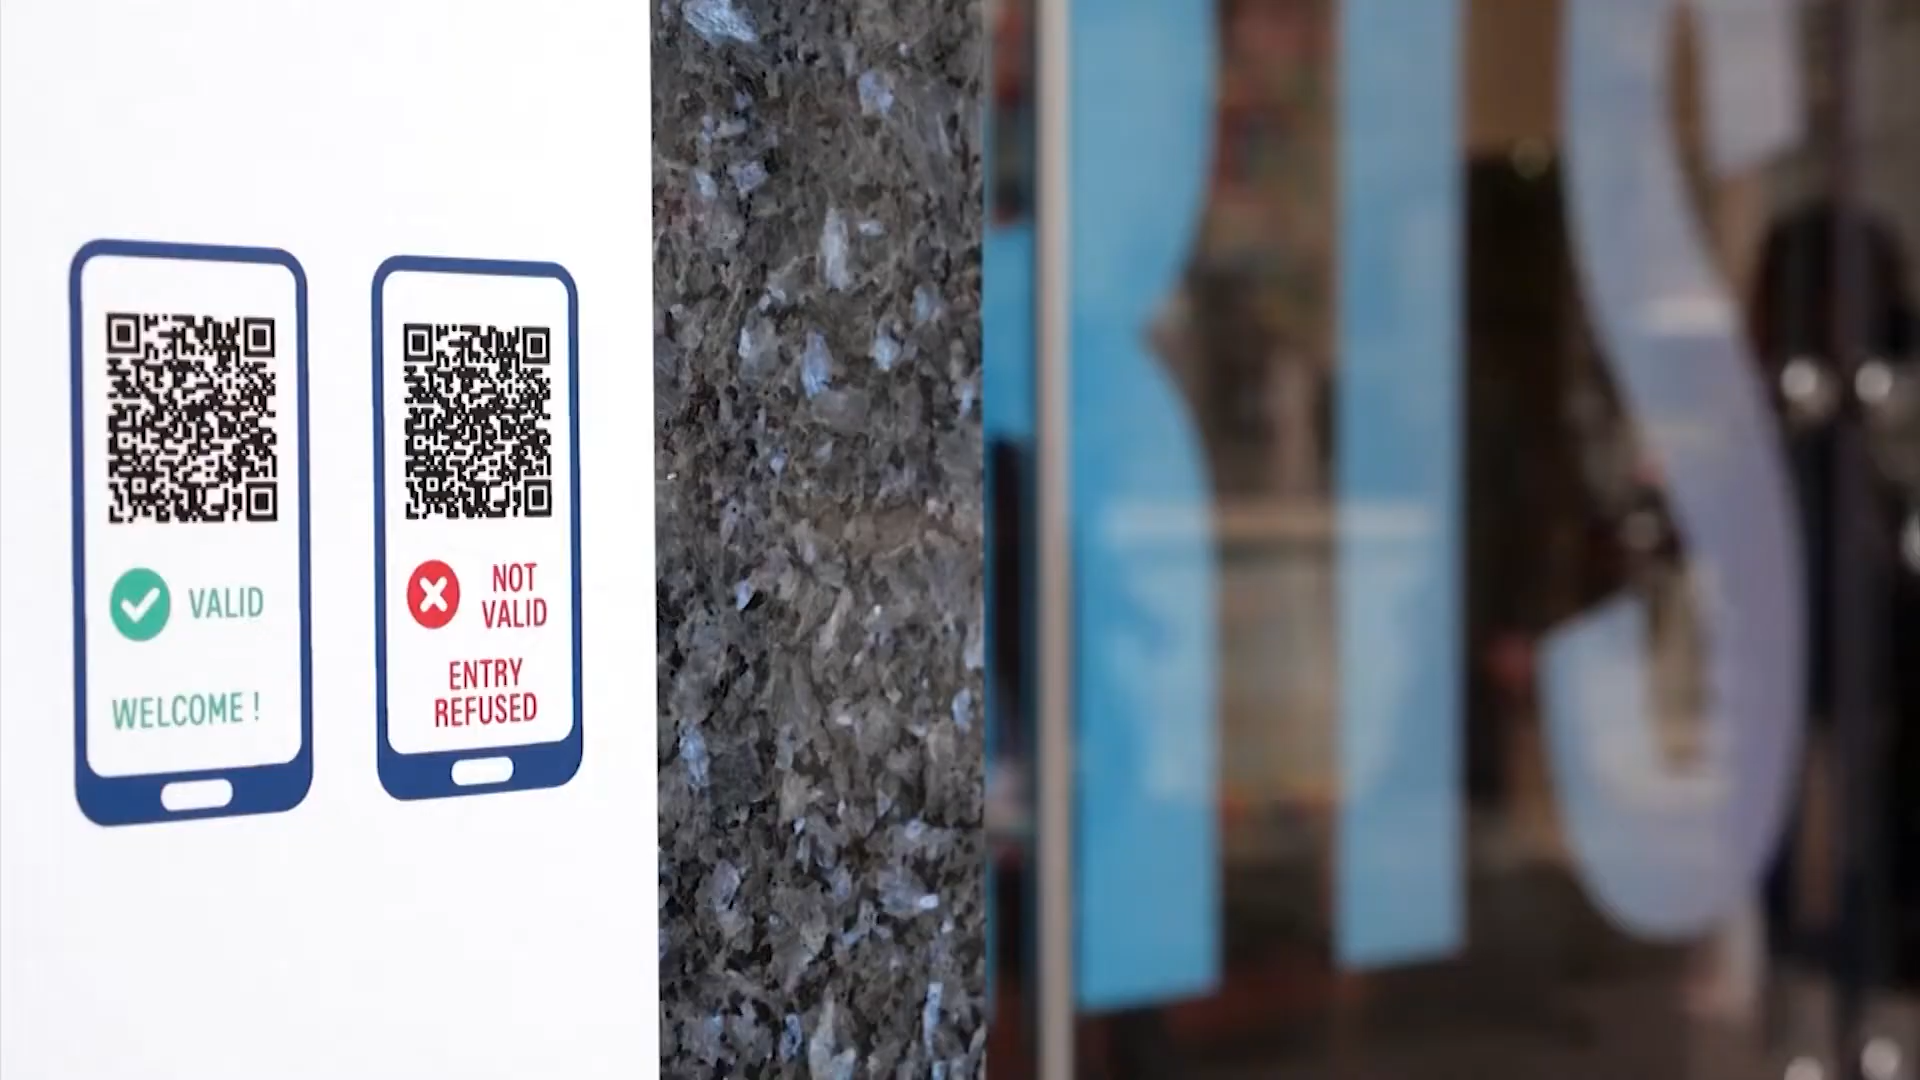 VALID
WELCOME !
NOT
VALID
ENTRY
REFUSED